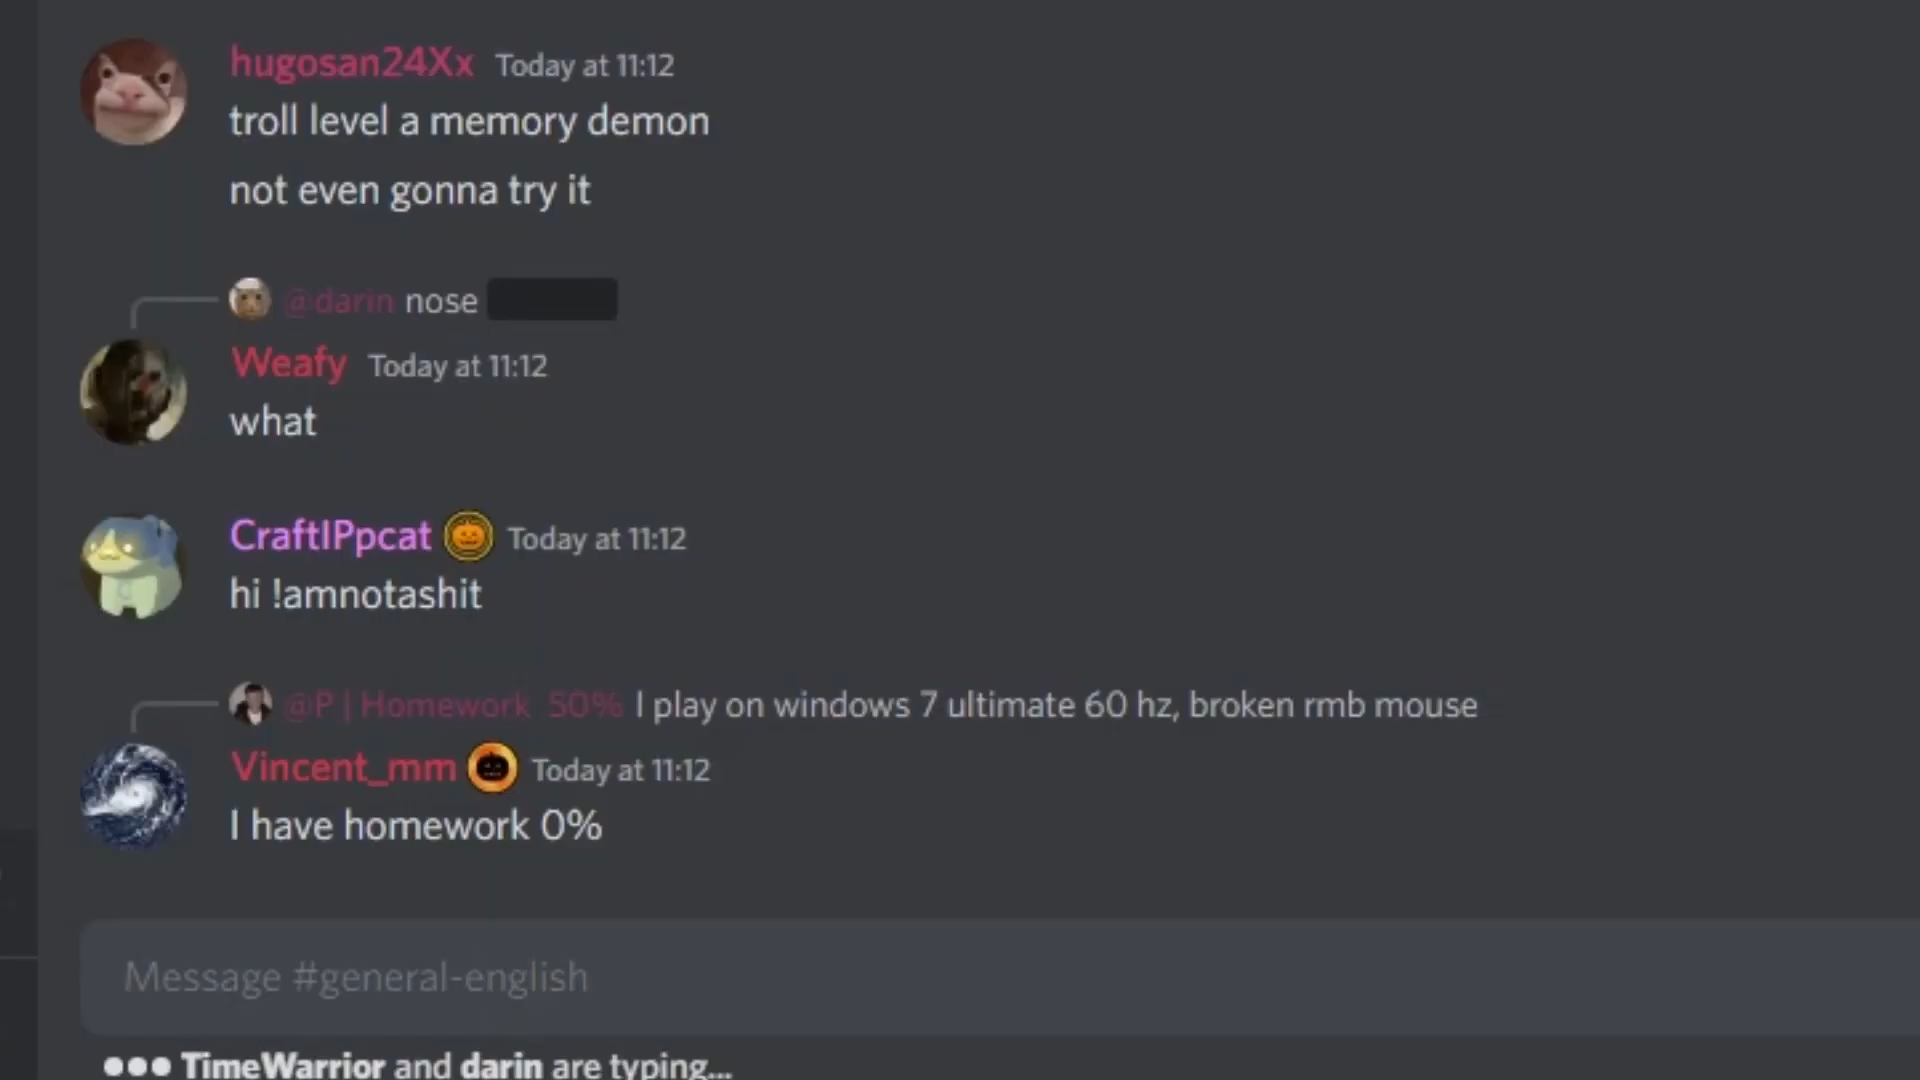 hugosan24Xx Today at 11:12
troll level a memory demon
not even gonna try it
@darin nose
Weafy Today at 11:12
what
CraftIPpcat Today at 11:12
hi !amnotashit
@P | Homework 50% I play on windows 7 ultimate 60 hz, broken rmb mouse
Vincent_mm Today at 11:12
I have homework 0%
Message #general-english
TimeWarrior and darin are typing...